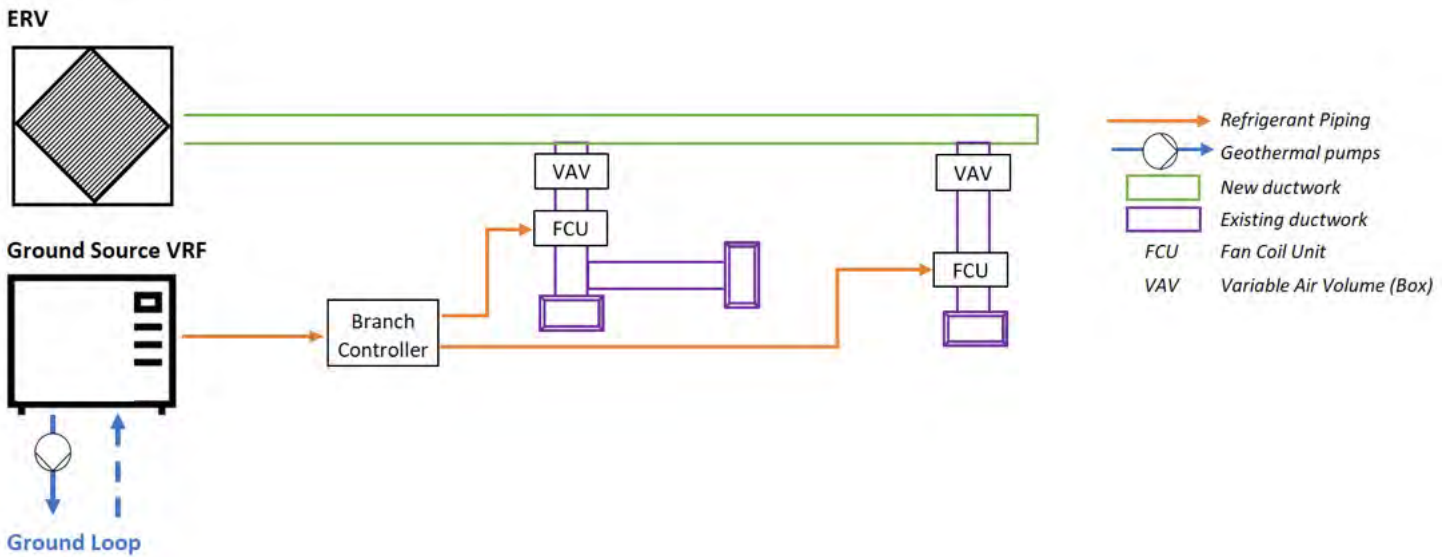 ERV
VAV
VAV
FCU
FCU
Ground Source VRF
Branch
Controller
Ground Loop
Refrigerant Piping
Geothermal pumps
New ductwork
Existing ductwork
FCU Fan Coil Unit
VAV Variable Air Volume (Box)